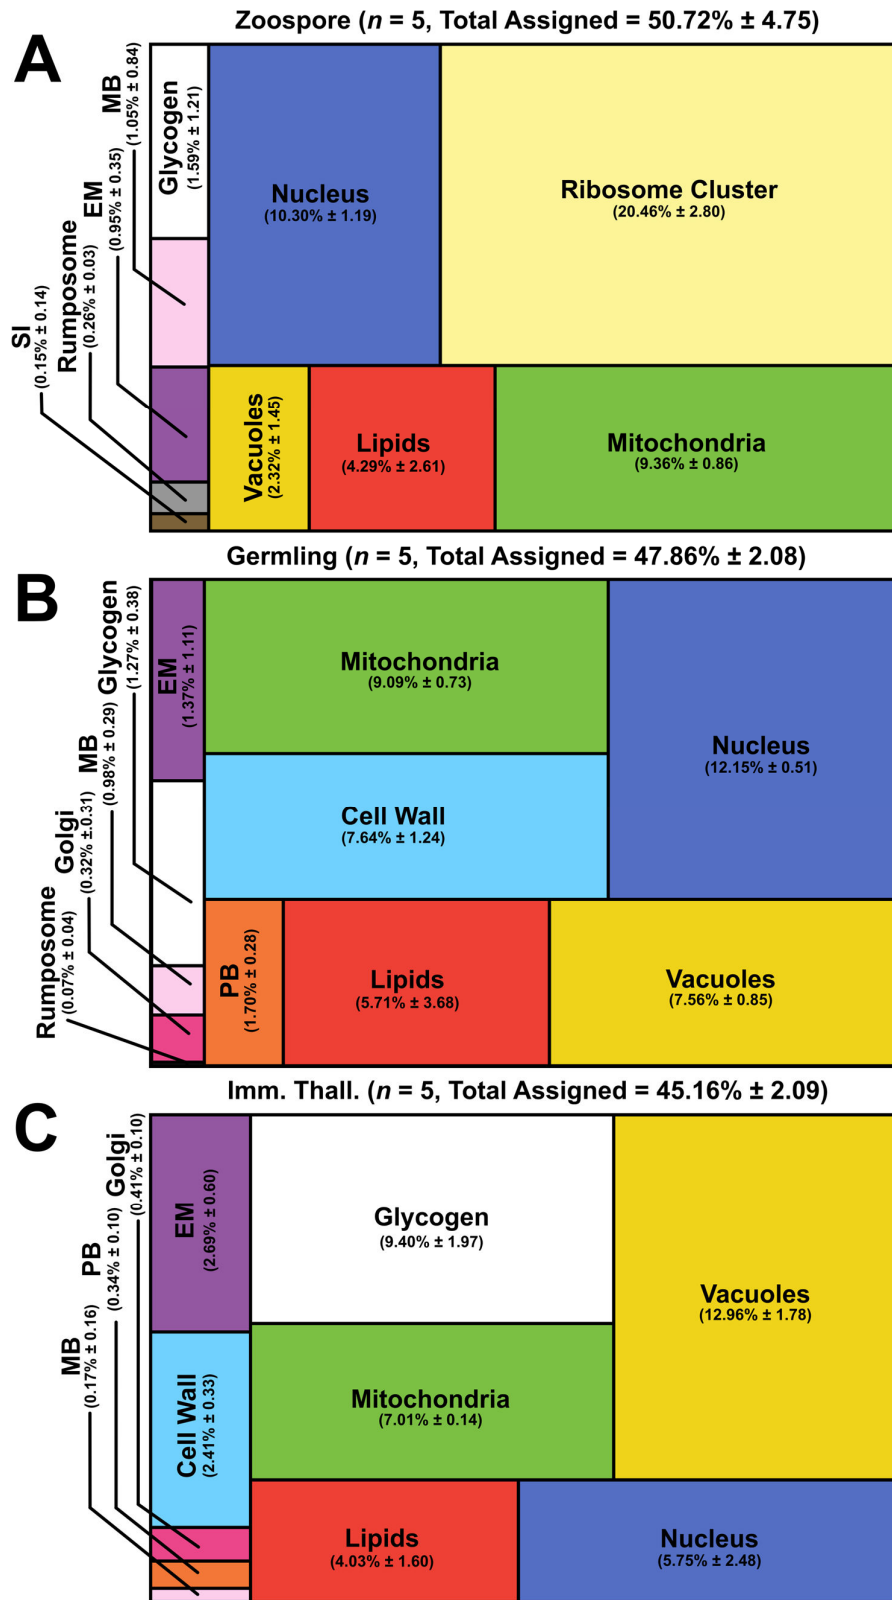 Zoospore (n = 5, Total Assigned = 50.72% ± 4.75)
A
MB
(1.05% ± 0.84)
EM
(0.95% ± 0.35)
Rumposome
(0.26% ± 0.03)
SI
(0.15% ± 0.14)
Glycogen
(1.59% ± 1.21)
Nucleus
(10.30% ± 1.19)
Ribosome Cluster
(20.46% ± 2.80)
Vacuoles
(2.32% ± 1.45)
Lipids
(4.29% ± 2.61)
Mitochondria
(9.36% ± 0.86)
Germling (n = 5, Total Assigned = 47.86% ± 2.08)
B
Glycogen
(1.27% ± 0.38)
MB
(0.98% ± 0.29)
Golgi
(0.32% ±0.31)
Rumposome
(0.07% ± 0.04)
EM
(1.37% ± 1.11)
Mitochondria
(9.09% ± 0.73)
Nucleus
(12.15% ± 0.51)
Cell Wall
(7.64% ± 1.24)
PB
(1.70% ± 0.28)
Lipids
(5.71% ± 3.68)
Vacuoles
(7.56% ± 0.85)
Imm. Thall. (n = 5, Total Assigned = 45.16% ± 2.09)
C
Golgi
(0.41% ± 0.10)
PB
(0.34% ± 0.10)
MB
(0.17% ± 0.16)
EM
(2.69% ± 0.60)
Glycogen
(9.40% ± 1.97)
Vacuoles
(12.96% ± 1.78)
Cell Wall
(2.41% ± 0.33)
Mitochondria
(7.01% ± 0.14)
Lipids
(4.03% ± 1.60)
Nucleus
(5.75% ± 2.48)